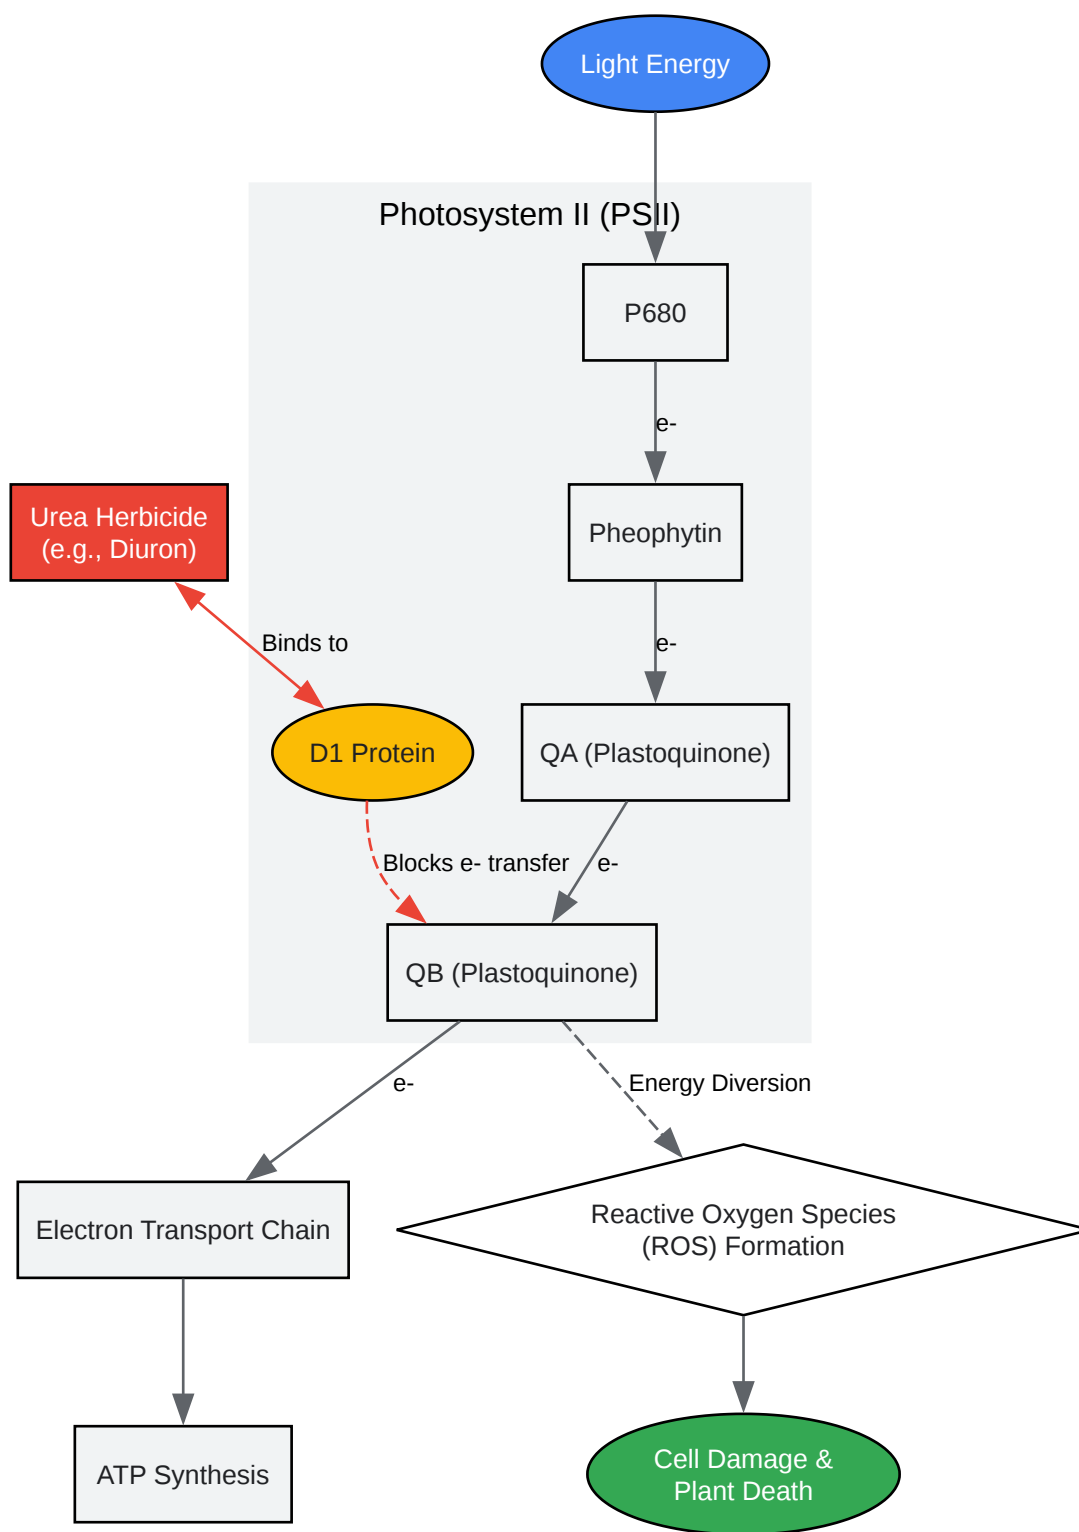 Light Energy
Photosystem II (PSII)
P680
e-
Pheophytin
Urea Herbicide
(e.g., Diuron)
Binds to
e-
D1 Protein
QA (Plastoquinone)
Blocks e- transfer
e-
QB (Plastoquinone)
e-
Energy Diversion
Electron Transport Chain
Reactive Oxygen Species
(ROS) Formation
ATP Synthesis
Cell Damage &
Plant Death